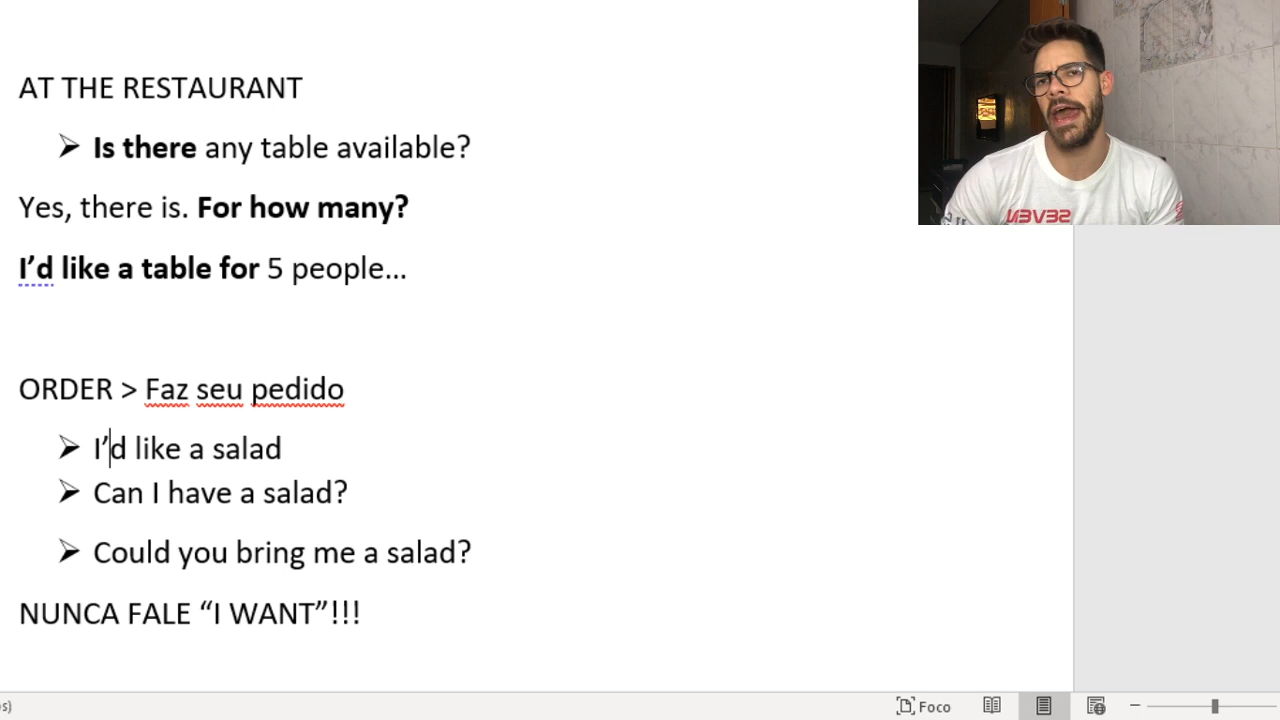 AT THE RESTAURANT
➢ Is there any table available?
Yes, there is. For how many?
I’d like a table for 5 people...
ORDER > Faz seu pedido
➢ I’d like a salad
➢ Can I have a salad?
➢ Could you bring me a salad?
NUNCA FALE “I WANT”!!!
Foco